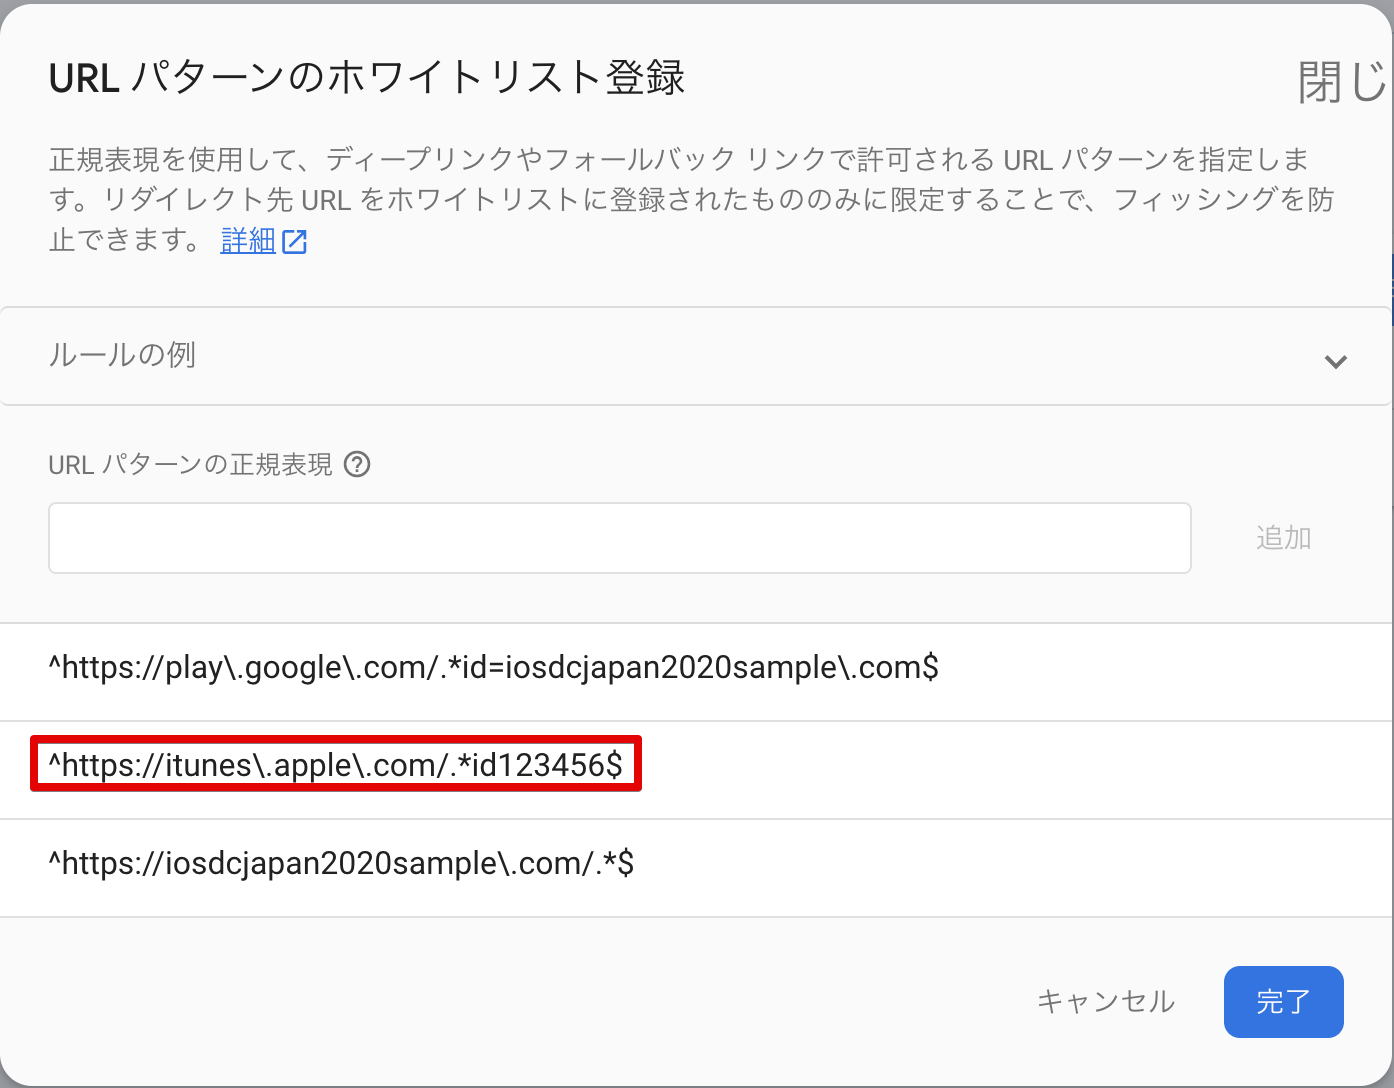 URL パターンのホワイトリスト登録
閉じ
正規表現を使用して、ディープリンクやフォールバック リンクで許可される URL パターンを指定しま
す。リダイレクト先 URL をホワイトリストに登録されたもののみに限定することで、フィッシングを防
止できます。 詳細
ルールの例
URL パターンの正規表現
追加
^https://play\.google\.com/.*id=iosdcjapan2020sample\.com$
^https://itunes\.apple\.com/.*id123456$
^https://iosdcjapan2020sample\.com/.*$
キャンセル
完了